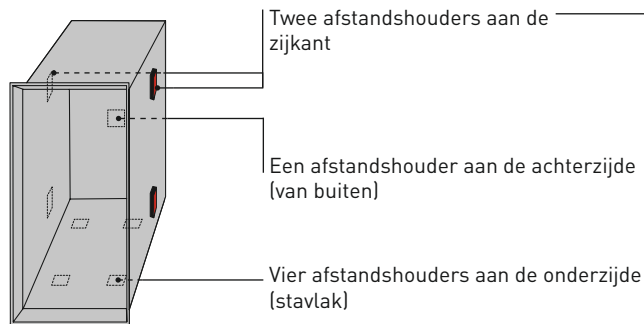 Twee afstandshouders aan de
zijkant
Een afstandshouder aan de achterzijde
(van buiten)
Vier afstandshouders aan de onderzijde
(stavlak)